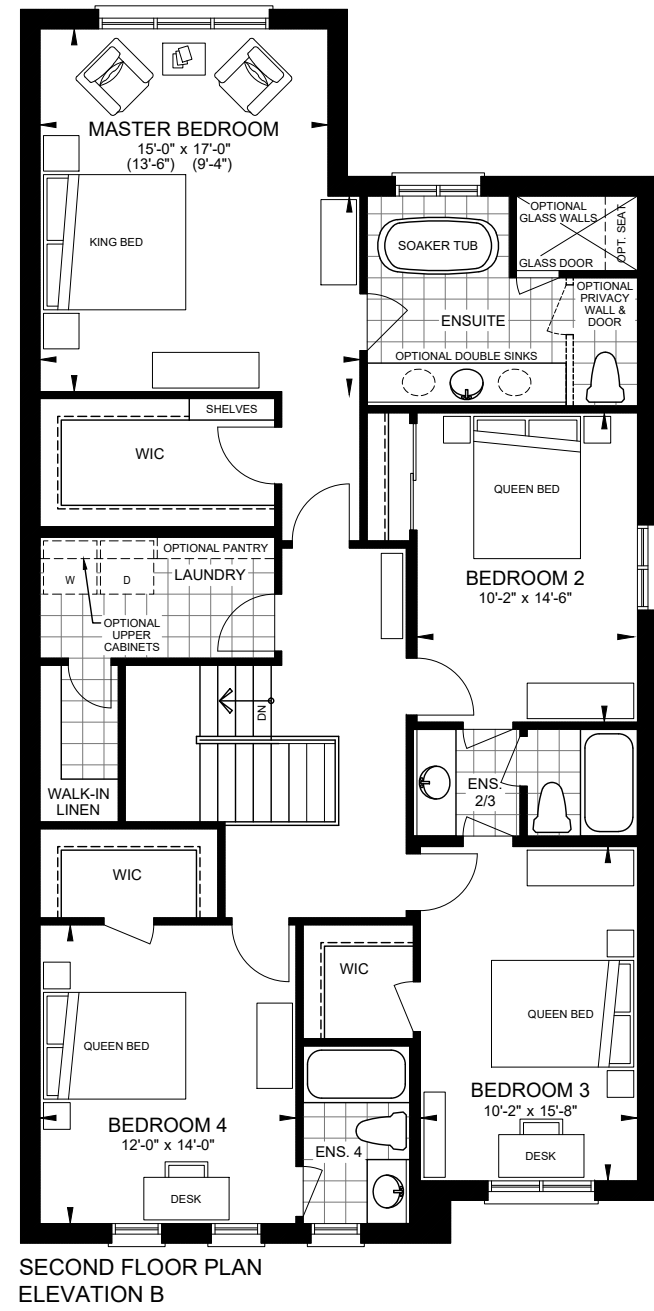 MASTER BEDROOM
15'-0" x 17'-0"
(13'-6") (9'-4")
KING BED
OPTIONAL
GLASS WALLS
OPT. SEAT
GLASS DOOR
SOAKER TUB
ENSUITE
OPTIONAL
PRIVACY
WALL &
DOOR
OPTIONAL DOUBLE SINKS
SHELVES
WIC
QUEEN BED
BEDROOM 2
10'-2" x 14'-6"
OPTIONAL PANTRY
LAUNDRY
W
D
OPTIONAL
UPPER
CABINETS
DN
WALK-IN
LINEN
ENS.
2/3
WIC
WIC
QUEEN BED
BEDROOM 4
12'-0" x 14'-0"
DESK
ENS. 4
QUEEN BED
BEDROOM 3
10'-2" x 15'-8"
DESK
SECOND FLOOR PLAN
ELEVATION B